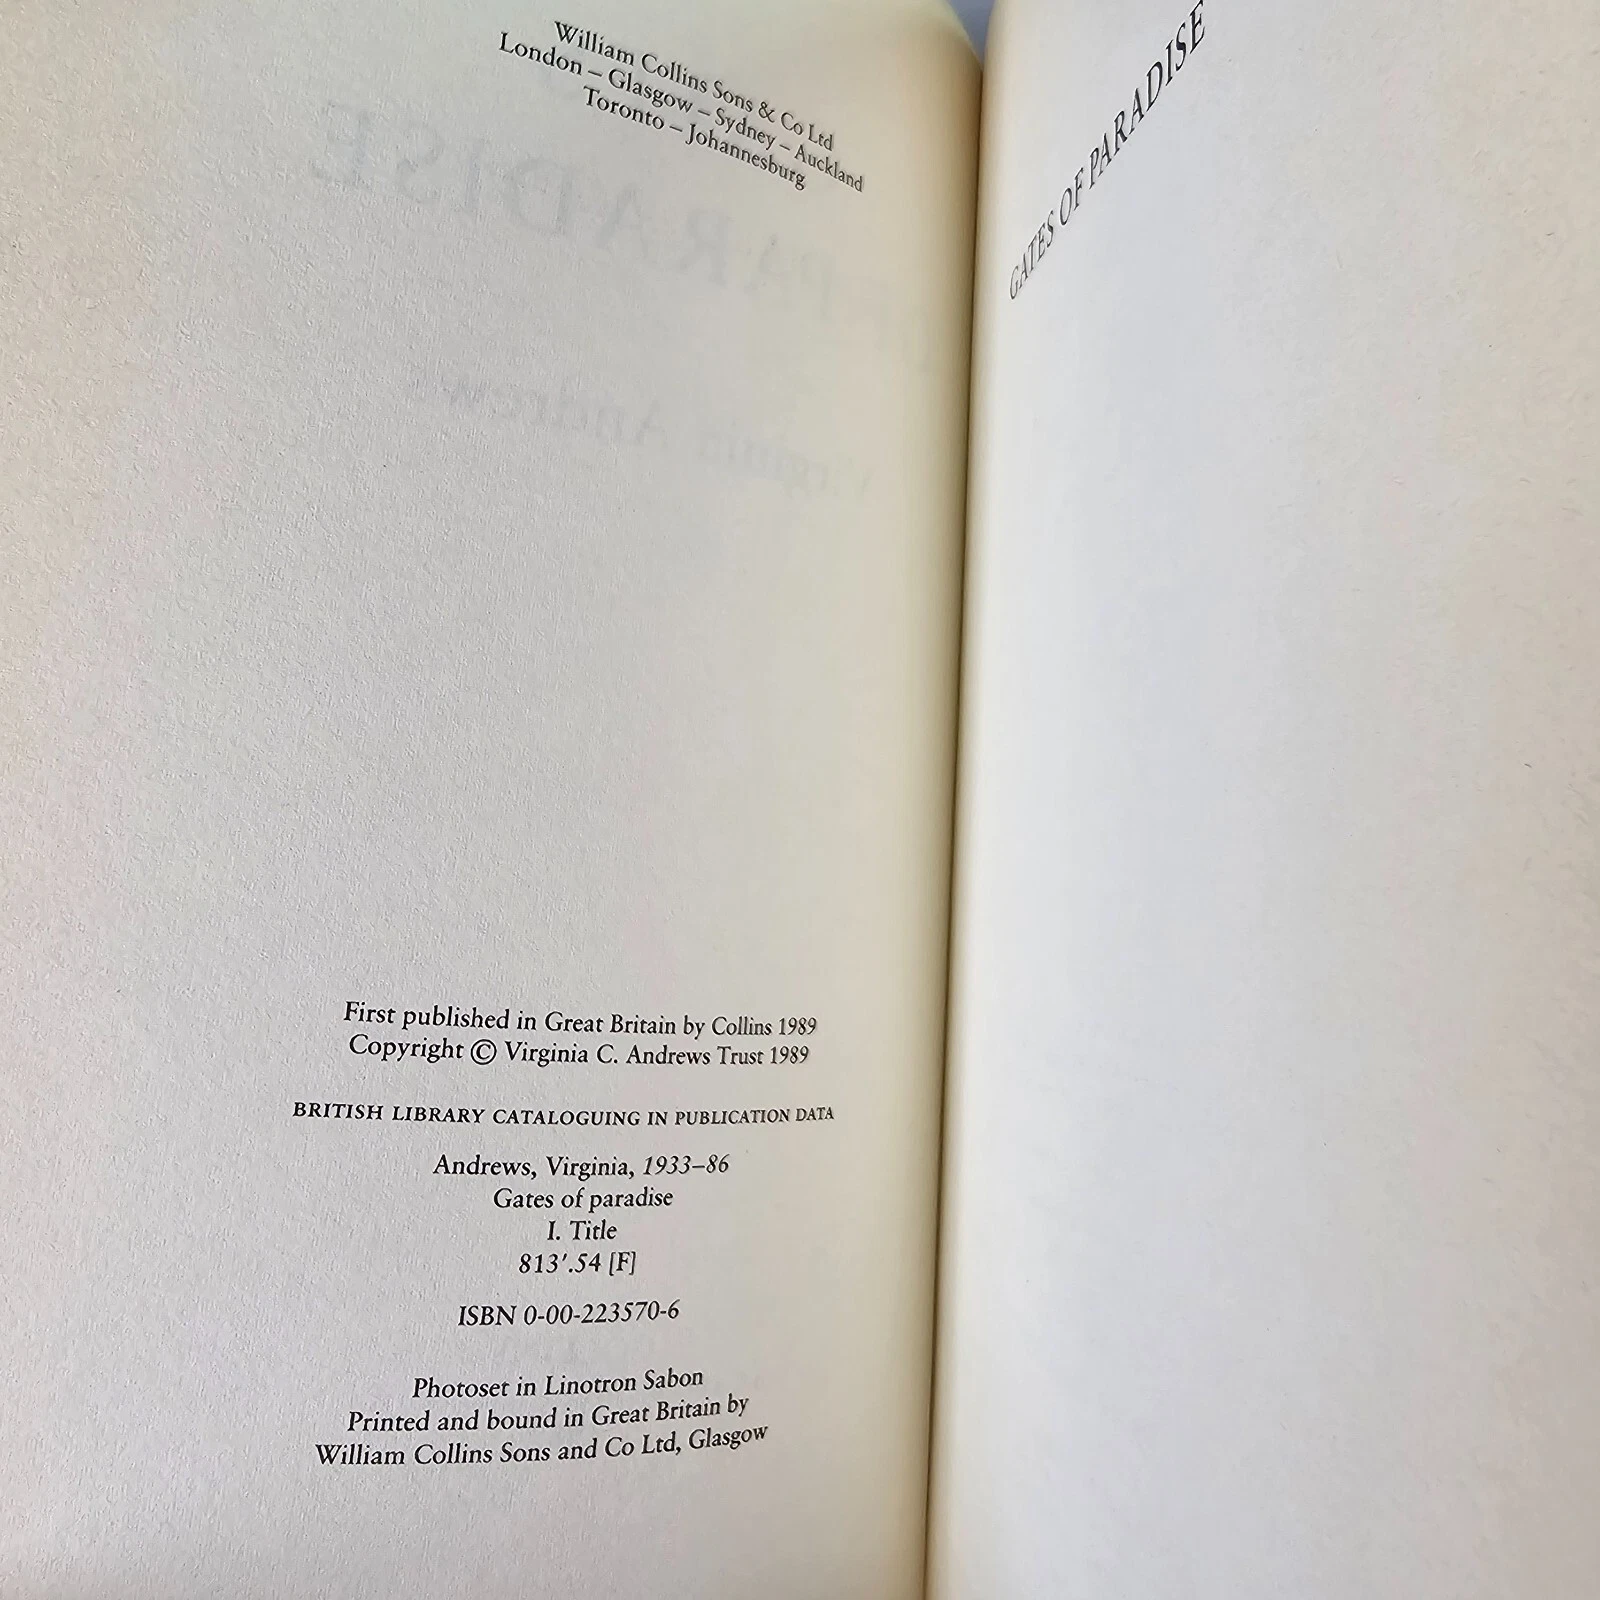 William Collins Sons & Co Ltd
London – Glasgow – Sydney – Auckland
Toronto – Johannesburg
First published in Great Britain by Collins 1989
Copyright © Virginia C. Andrews Trust 1989
BRITISH LIBRARY CATALOGUING IN PUBLICATION DATA
Andrews, Virginia, 1933–86
Gates of paradise
I. Title
813'.54 [F]
ISBN 0-00-223570-6
Photoset in Linotron Sabon
Printed and bound in Great Britain by
William Collins Sons and Co Ltd, Glasgow
GATES OF PARADISE